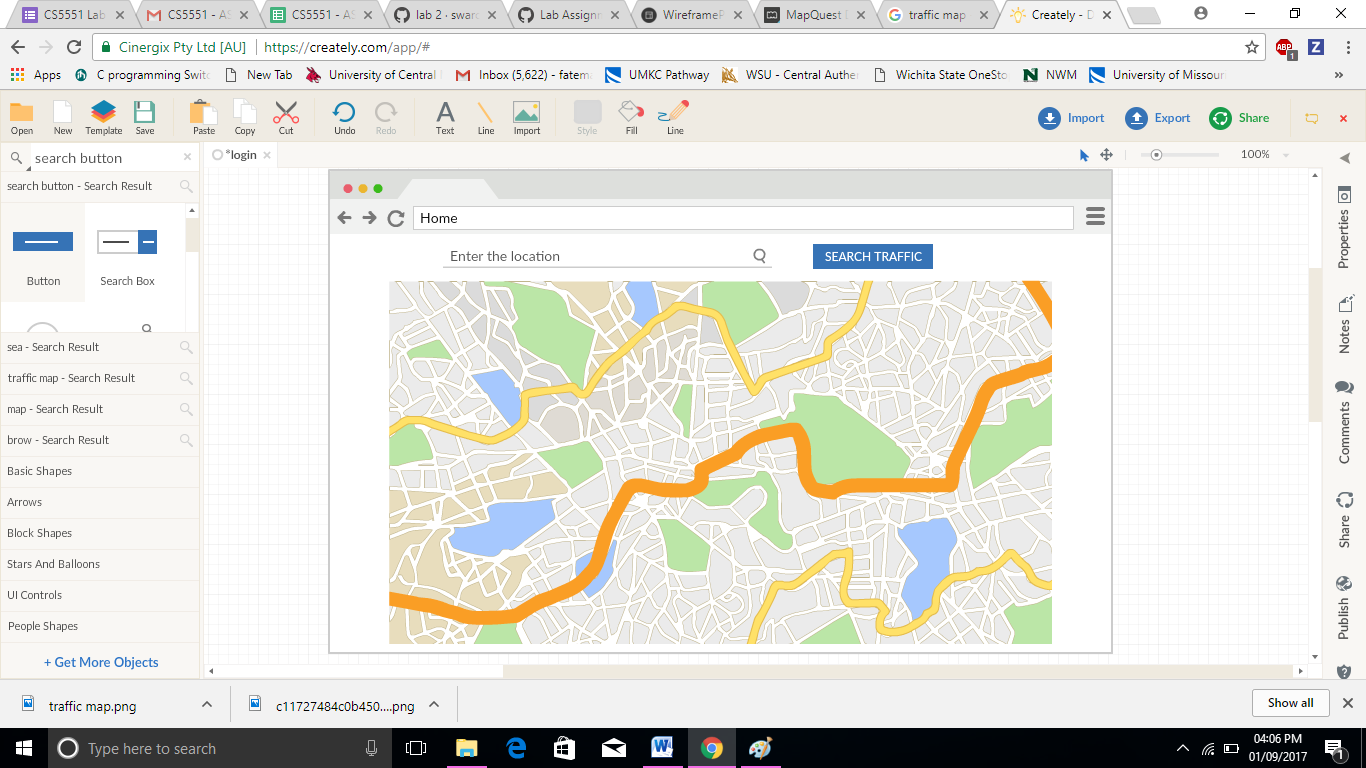 CS5551 Lab
CS5551 - AS
CS5551 - AS
lab 2 · swaro
Lab Assignm
WireframeP
MapQuest D
traffic map
Creately - D
Cinergix Pty Ltd [AU]
https://creately.com/app/#
ABP
1
Z
Apps
C programming Switc
New Tab
University of Central
Inbox (5,622) - fatem
UMKC Pathway
WSU - Central Authe
Wichita State OneSto
NWM
University of Missour
»
Open
New
Template
Save
Paste
Copy
Cut
Undo
Redo
Text
Line
Import
Style
Fill
Line
Import
Export
Share
search button
*login
100%
search button - Search Result
Button
Search Box
sea - Search Result
traffic map - Search Result
map - Search Result
brow - Search Result
Basic Shapes
Arrows
Block Shapes
Stars And Balloons
UI Controls
People Shapes
+ Get More Objects
Home
Enter the location
SEARCH TRAFFIC
Properties
Notes
Comments
Share
Publish
traffic map.png
c11727484c0b450....png
Show all
Type here to search
04:06 PM
01/09/2017
1